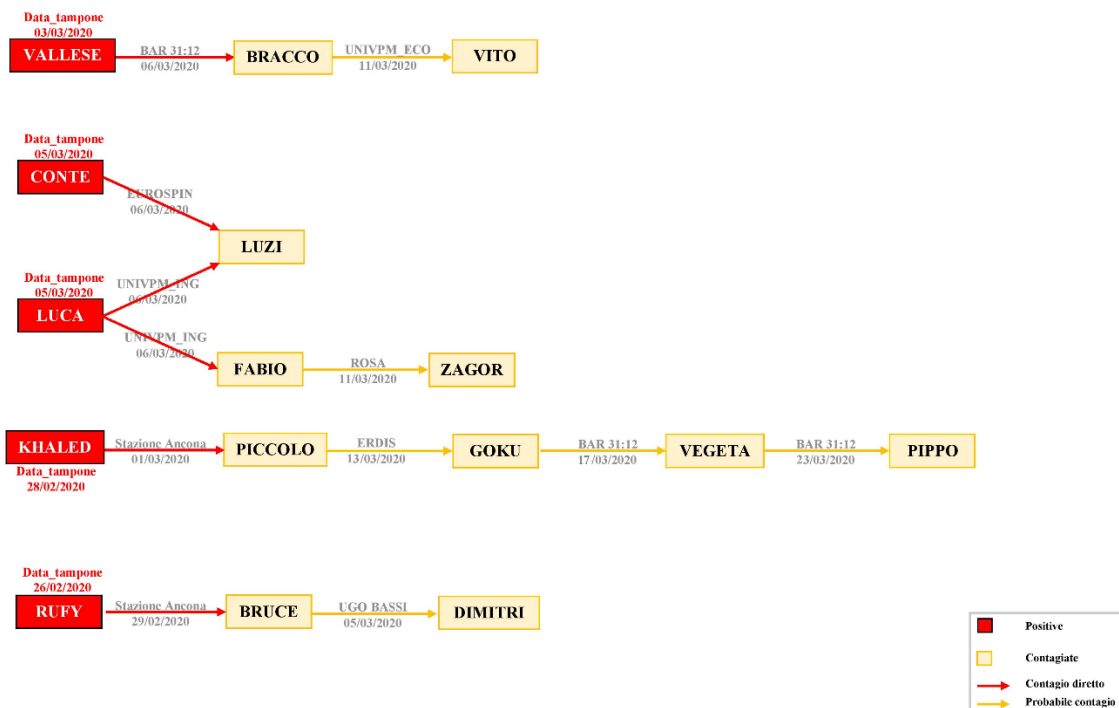 Data_tampone
03/03/2020
VALLESE
BAR 31:12
06/03/2020
BRACCO
UNIVPM_ECO
11/03/2020
VITO
Data_tampone
05/03/2020
CONTE
EUROSPIN
06/03/2020
LUZI
Data_tampone
05/03/2020
LUCA
UNIVPM_ING
06/03/2020
UNIVPM_ING
06/03/2020
FABIO
ROSA
11/03/2020
ZAGOR
KHALED
Data_tampone
28/02/2020
Stazione Ancona
01/03/2020
PICCOLO
ERDIS
13/03/2020
GOKU
BAR 31:12
17/03/2020
VEGETA
BAR 31:12
23/03/2020
PIPPO
Data_tampone
26/02/2020
RUFY
Stazione Ancona
29/02/2020
BRUCE
UGO BASSI
05/03/2020
DIMITRI
Positive
Contagiate
Contagio diretto
Probabile contagio